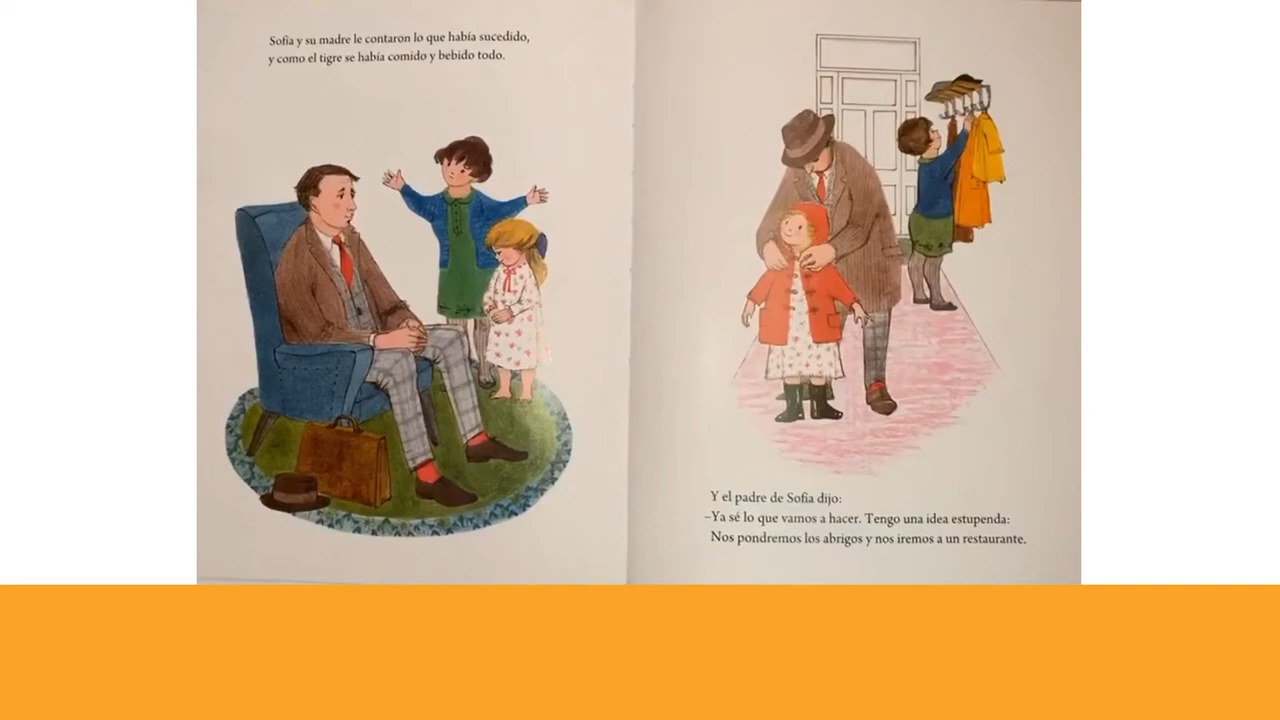 Sofía y su madre le contaron lo que había sucedido,
y como el tigre se había comido y bebido todo.
Y el padre de Sofía dijo:
–Ya sé lo que vamos a hacer. Tengo una idea estupenda:
Nos pondremos los abrigos y nos iremos a un restaurante.